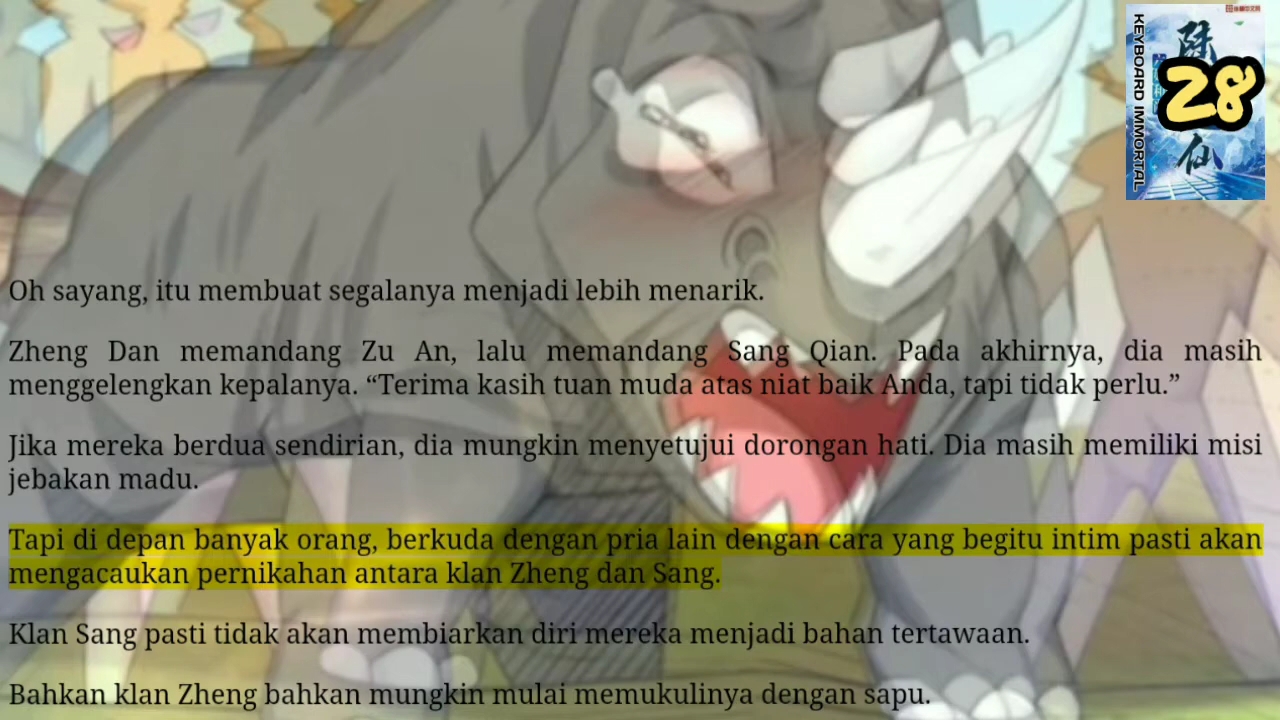 陆
仙
KEYBOARD IMMORTAL
28
Oh sayang, itu membuat segalanya menjadi lebih menarik.
Zheng Dan memandang Zu An, lalu memandang Sang Qian. Pada akhirnya, dia masih
menggelengkan kepalanya. “Terima kasih tuan muda atas niat baik Anda, tapi tidak perlu.”
Jika mereka berdua sendirian, dia mungkin menyetujui dorongan hati. Dia masih memiliki misi
jebakan madu.
Tapi di depan banyak orang, berkuda dengan pria lain dengan cara yang begitu intim pasti akan
mengacaukan pernikahan antara klan Zheng dan Sang.
Klan Sang pasti tidak akan membiarkan diri mereka menjadi bahan tertawaan.
Bahkan klan Zheng bahkan mungkin mulai memukulinya dengan sapu.